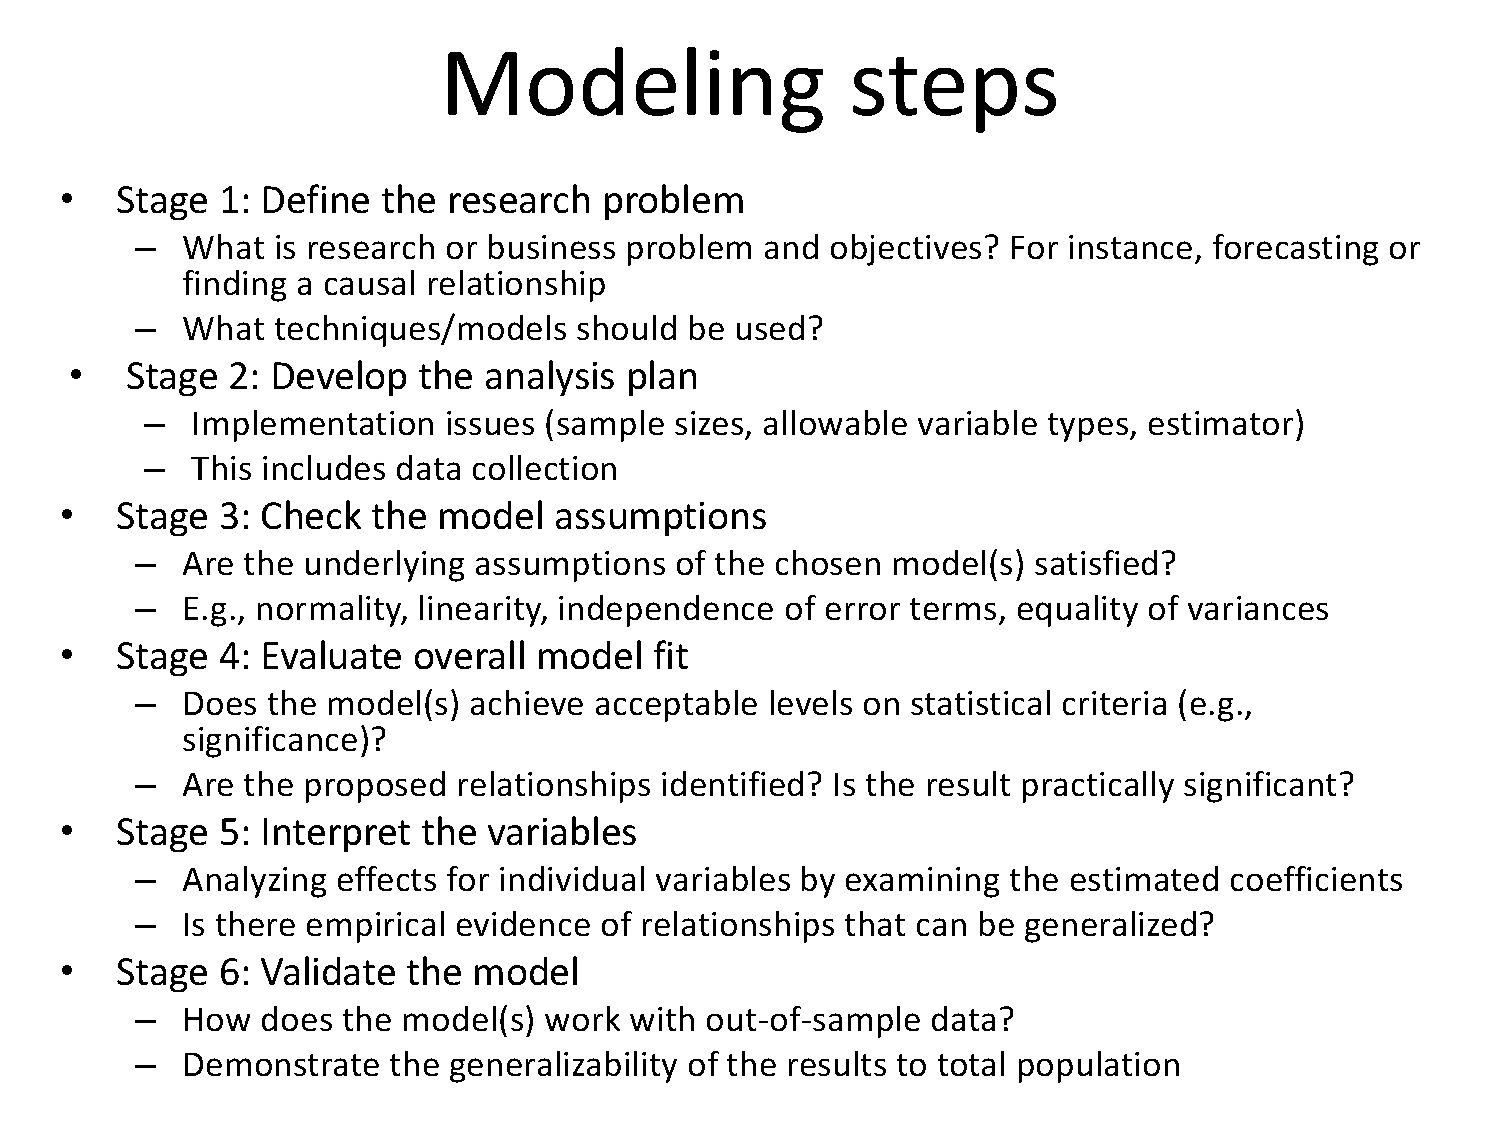 Modeling steps
• Stage 1: Define the research problem
– What is research or business problem and objectives? For instance, forecasting or
finding a causal relationship
– What techniques/models should be used?
• Stage 2: Develop the analysis plan
– Implementation issues (sample sizes, allowable variable types, estimator)
– This includes data collection
• Stage 3: Check the model assumptions
– Are the underlying assumptions of the chosen model(s) satisfied?
– E.g., normality, linearity, independence of error terms, equality of variances
• Stage 4: Evaluate overall model fit
– Does the model(s) achieve acceptable levels on statistical criteria (e.g.,
significance)?
– Are the proposed relationships identified? Is the result practically significant?
• Stage 5: Interpret the variables
– Analyzing effects for individual variables by examining the estimated coefficients
– Is there empirical evidence of relationships that can be generalized?
• Stage 6: Validate the model
– How does the model(s) work with out-of-sample data?
– Demonstrate the generalizability of the results to total population